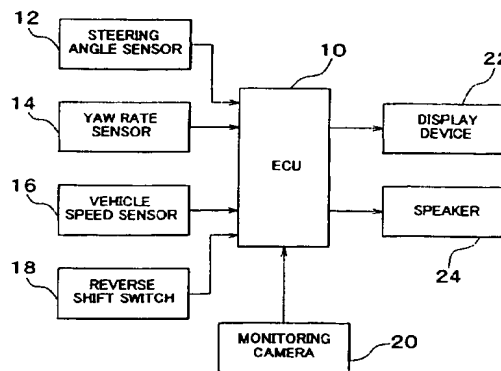 12
STEERING
ANGLE SENSOR
10
22
14
YAW RATE
SENSOR
DISPLAY
DEVICE
ECU
16
VEHICLE
SPEED SENSOR
SPEAKER
24
18
REVERSE
SHIFT SWITCH
MONITORING
CAMERA
20